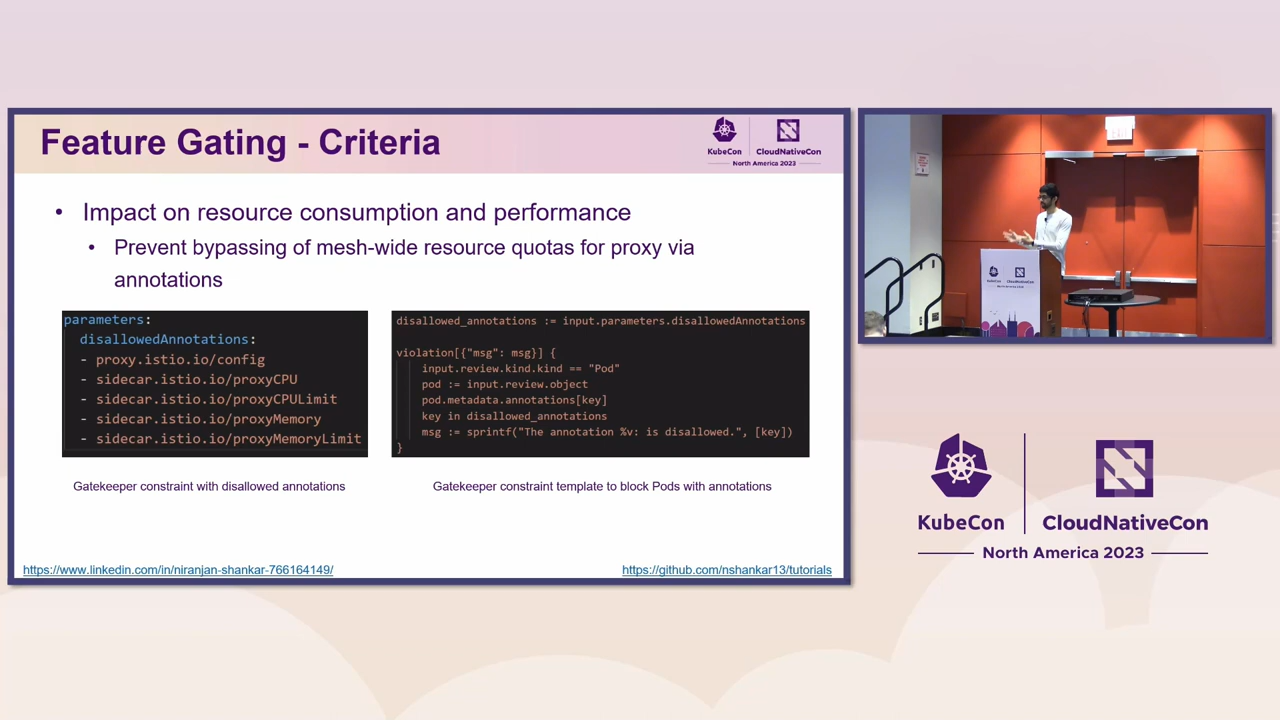 Feature Gating - Criteria
KubeCon
CloudNativeCon
North America 2023
• Impact on resource consumption and performance
• Prevent bypassing of mesh-wide resource quotas for proxy via
annotations
parameters:
disallowedAnnotations:
- proxy.istio.io/config
- sidecar.istio.io/proxyCPU
- sidecar.istio.io/proxyCPULimit
- sidecar.istio.io/proxyMemory
- sidecar.istio.io/proxyMemoryLimit
Gatekeeper constraint with disallowed annotations
disallowed_annotations := input.parameters.disallowedAnnotations
violation[{"msg": msg}] {
input.review.kind.kind == "Pod"
pod := input.review.object
pod.metadata.annotations[key]
key in disallowed_annotations
msg := sprintf("The annotation %v: is disallowed.", [key])
}
Gatekeeper constraint template to block Pods with annotations
https://www.linkedin.com/in/niranjan-shankar-766164149/
https://github.com/nshankar13/tutorials
EXIT
KubeCon
CloudNativeCon
North America 2023